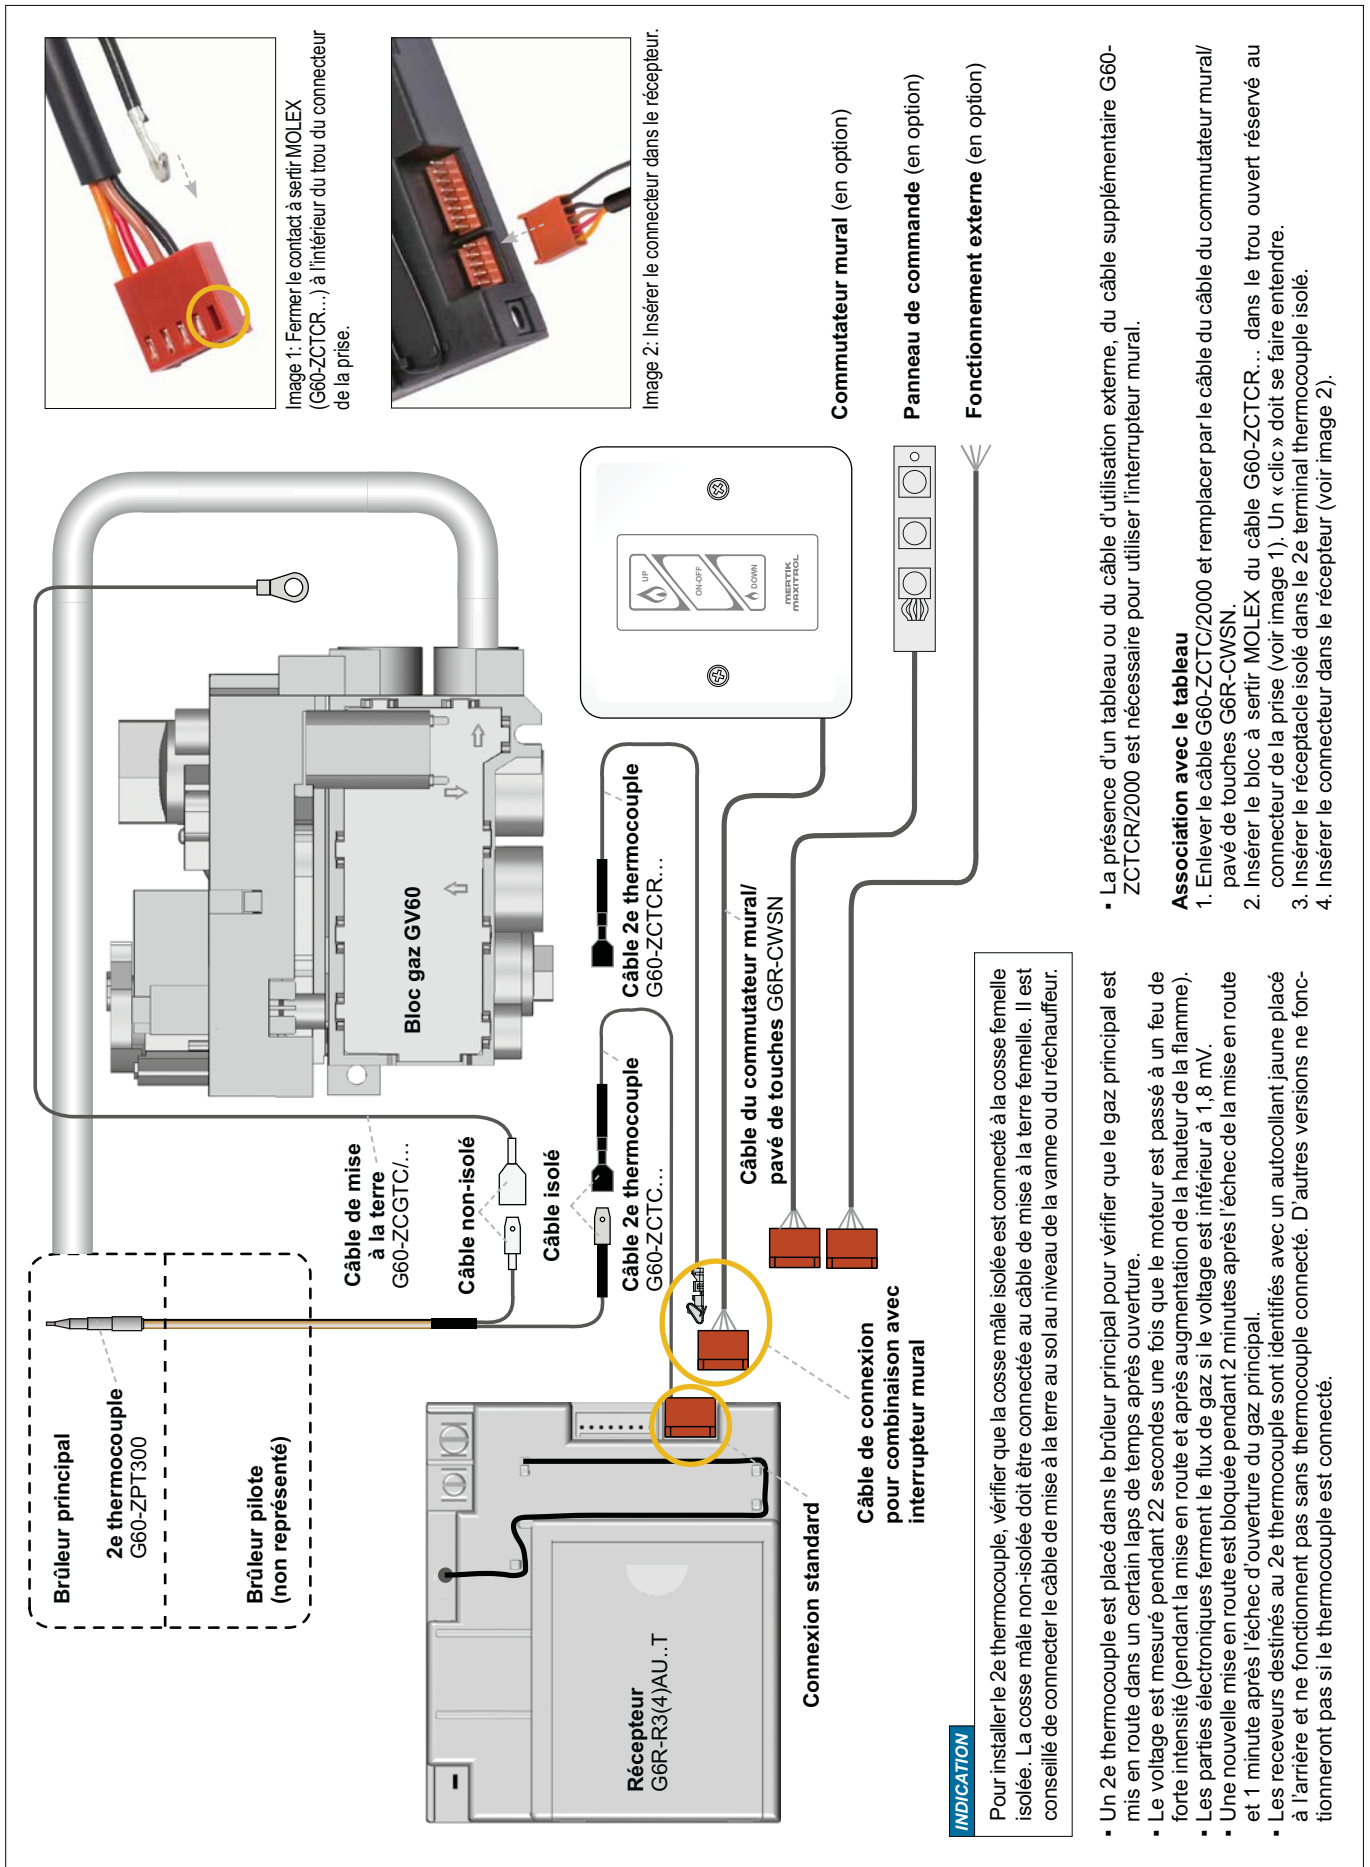 Brûleur principal
2e thermocouple
G60-ZPT300
Brûleur pilote
(non représenté)
Câble de mise
à la terre
G60-ZCGTC/…
Câble non-isolé
Câble isolé
Câble 2e thermocouple
G60-ZCTC…
Bloc gaz GV60
Câble 2e thermocouple
G60-ZCTCR…
Câble du commutateur mural/
pavé de touches G6R-CWSN
Récepteur
G6R-R3(4)AU..T
Connexion standard
Câble de connexion
pour combinaison avec
interrupteur mural
UP
ON-OFF
DOWN
MERTIK
MAXITROL
Image 1: Fermer le contact à sertir MOLEX
(G60-ZCTCR…) à l'intérieur du trou du connecteur
de la prise.
Image 2: Insérer le connecteur dans le récepteur.
Commutateur mural (en option)
Panneau de commande (en option)
Fonctionnement externe (en option)
INDICATION
Pour installer le 2e thermocouple, vérifier que la cosse mâle isolée est connecté à la cosse femelle
isolée. La cosse mâle non-isolée doit être connectée au câble de mise à la terre femelle. Il est
conseillé de connecter le câble de mise à la terre au sol au niveau de la vanne ou du réchauffeur.
▪ Un 2e thermocouple est placé dans le brûleur principal pour vérifier que le gaz principal est
mis en route dans un certain laps de temps après ouverture.
▪ Le voltage est mesuré pendant 22 secondes une fois que le moteur est passé à un feu de
forte intensité (pendant la mise en route et après augmentation de la hauteur de la flamme).
▪ Les parties électroniques ferment le flux de gaz si le voltage est inférieur à 1,8 mV.
▪ Une nouvelle mise en route est bloquée pendant 2 minutes après l'échec de la mise en route
et 1 minute après l'échec d'ouverture du gaz principal.
▪ Les receveurs destinés au 2e thermocouple sont identifiés avec un autocollant jaune placé
à l'arrière et ne fonctionnent pas sans thermocouple connecté. D'autres versions ne fonc-
tionneront pas si le thermocouple est connecté.
▪ La présence d'un tableau ou du câble d'utilisation externe, du câble supplémentaire G60-
ZCTCR/2000 est nécessaire pour utiliser l'interrupteur mural.
Association avec le tableau
1. Enlever le câble G60-ZCTC/2000 et remplacer par le câble du câble du commutateur mural/
pavé de touches G6R-CWSN.
2. Insérer le bloc à sertir MOLEX du câble G60-ZCTCR… dans le trou ouvert réservé au
connecteur de la prise (voir image 1). Un « clic » doit se faire entendre.
3. Insérer le réceptacle isolé dans le 2e terminal thermocouple isolé.
4. Insérer le connecteur dans le récepteur (voir image 2).